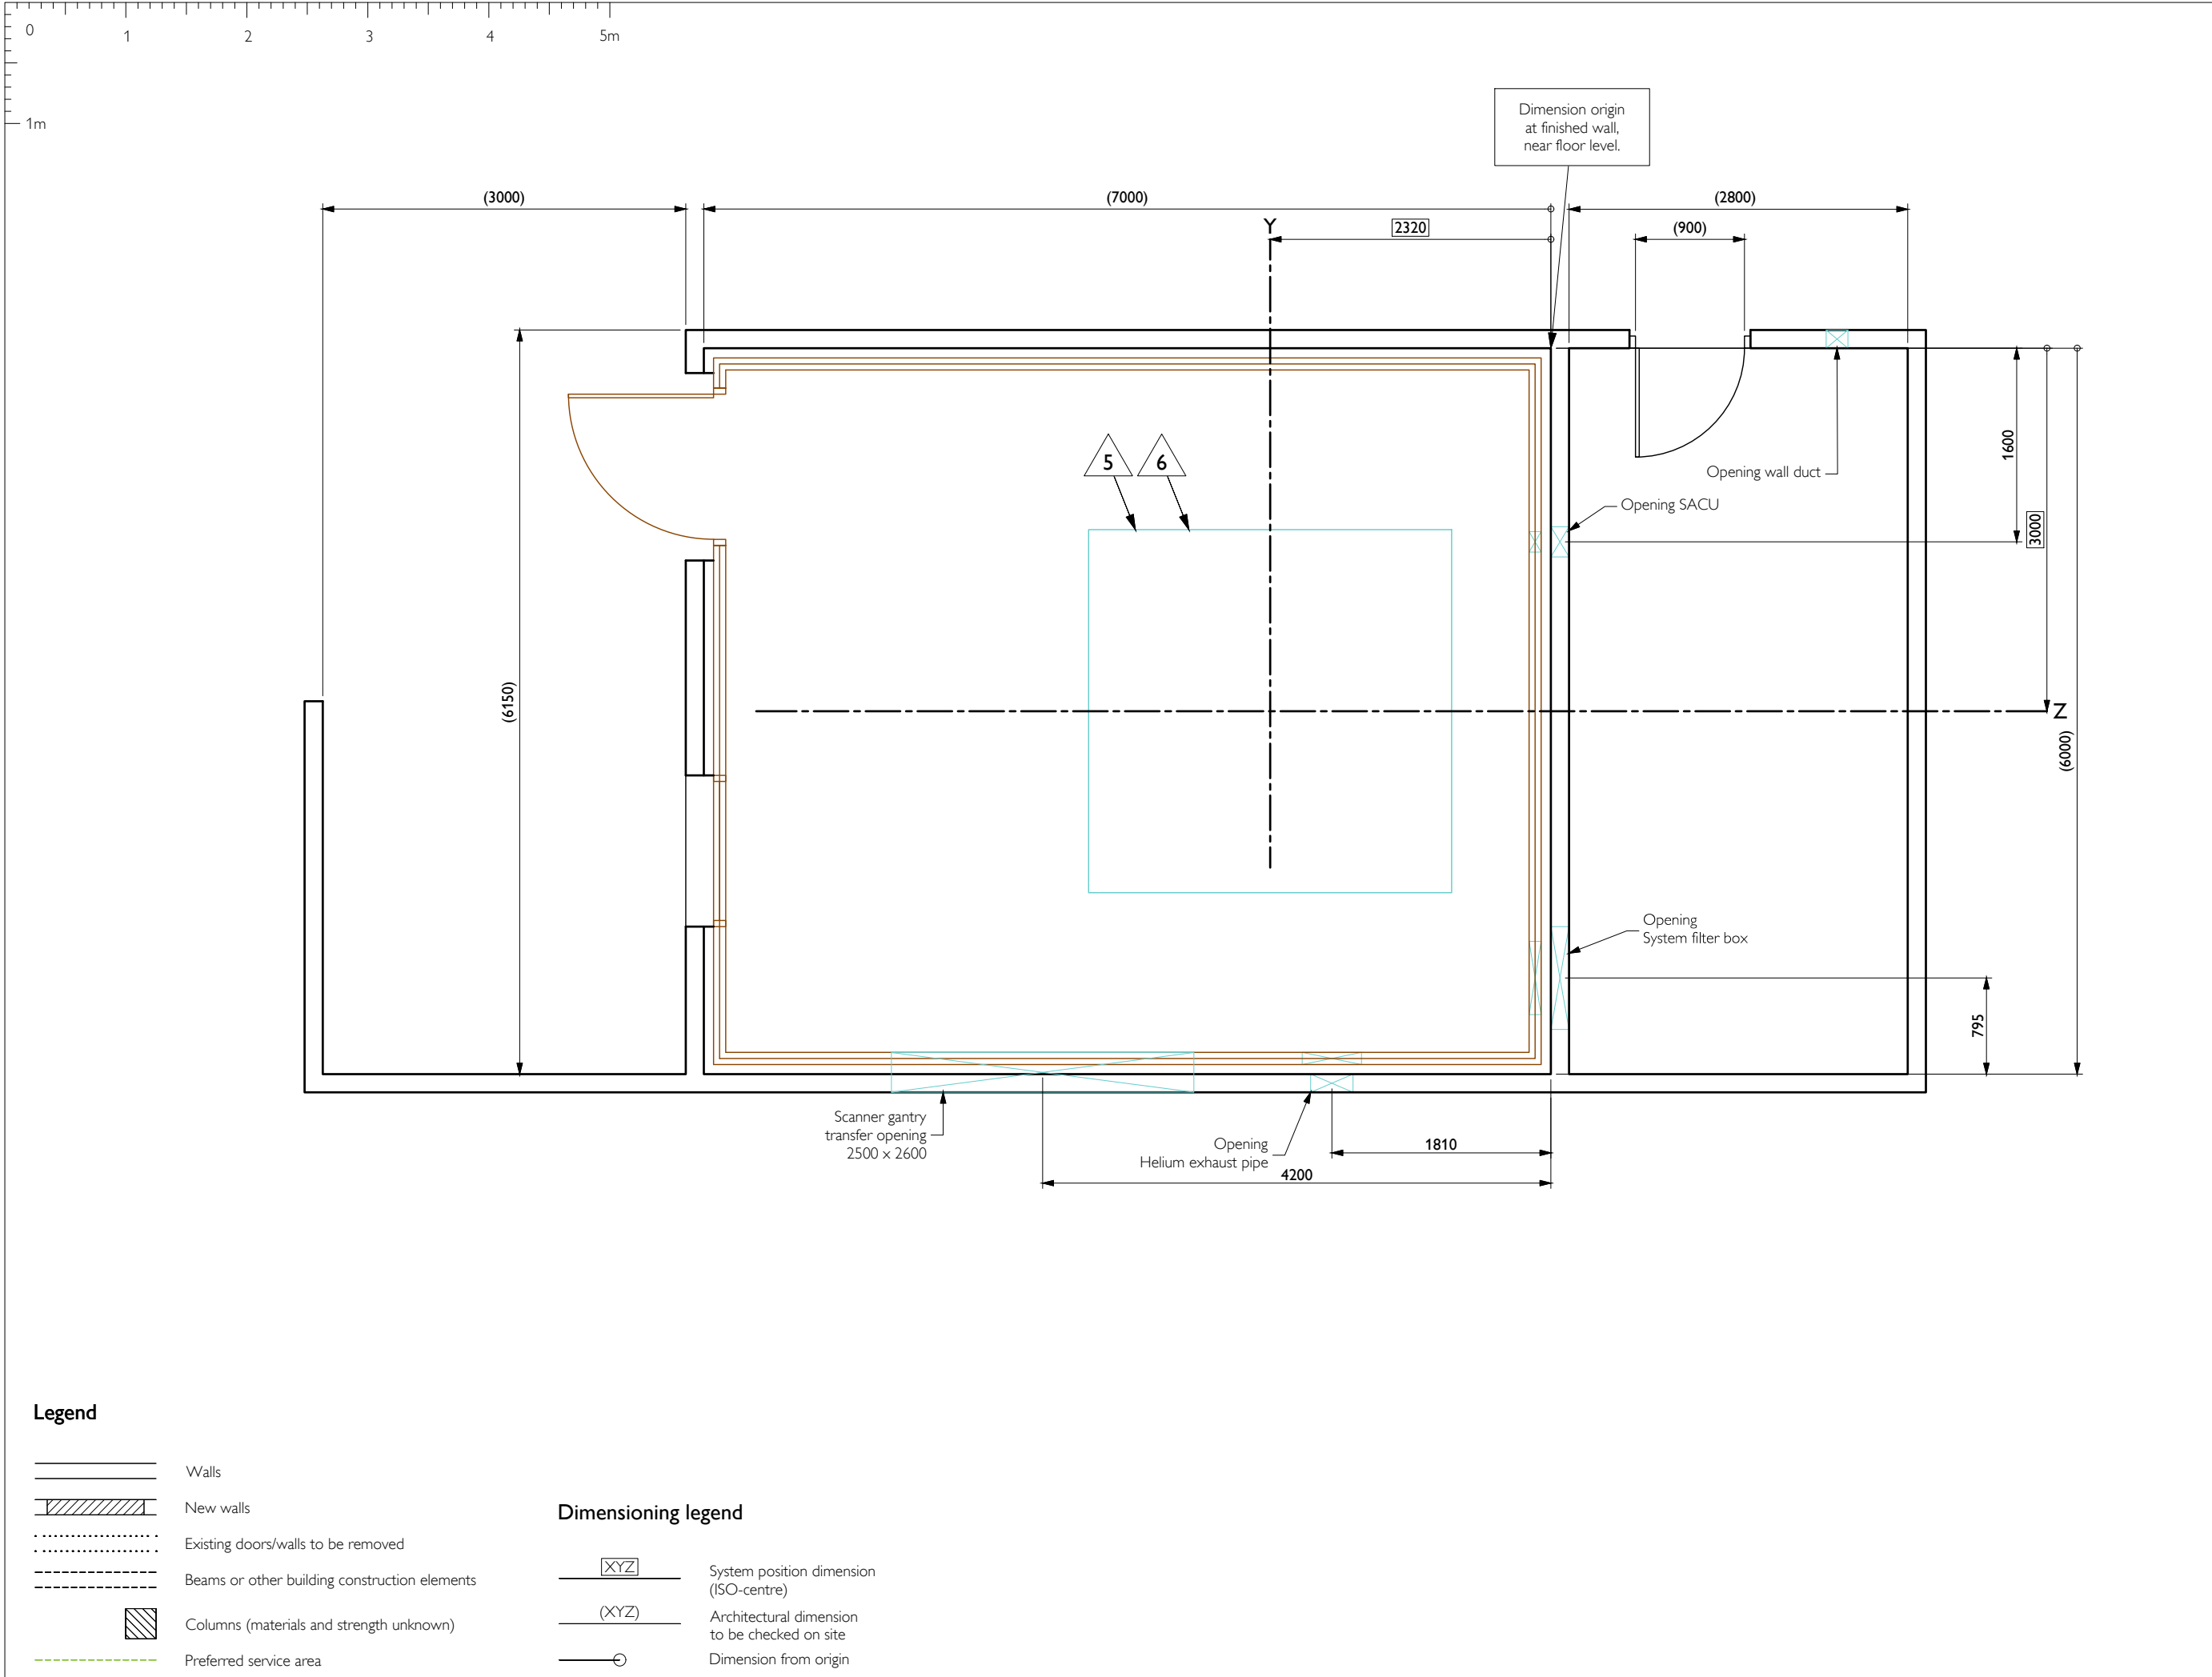 0
1
2
3
4
5m
1m
Dimension origin
at finished wall,
near floor level.
(3000)
(7000)
(2800)
Y
2320
(900)
5
6
1600
Opening wall duct
Opening SACU
3000
(6150)
Z
(6000)
Opening
System filter box
795
Scanner gantry
transfer opening
2500 x 2600
Opening
Helium exhaust pipe
1810
4200
Legend
Walls
New walls
Existing doors/walls to be removed
Beams or other building construction elements
Columns (materials and strength unknown)
Preferred service area
Dimensioning legend
XYZ
System position dimension
(ISO-centre)
(XYZ)
Architectural dimension
to be checked on site
Dimension from origin